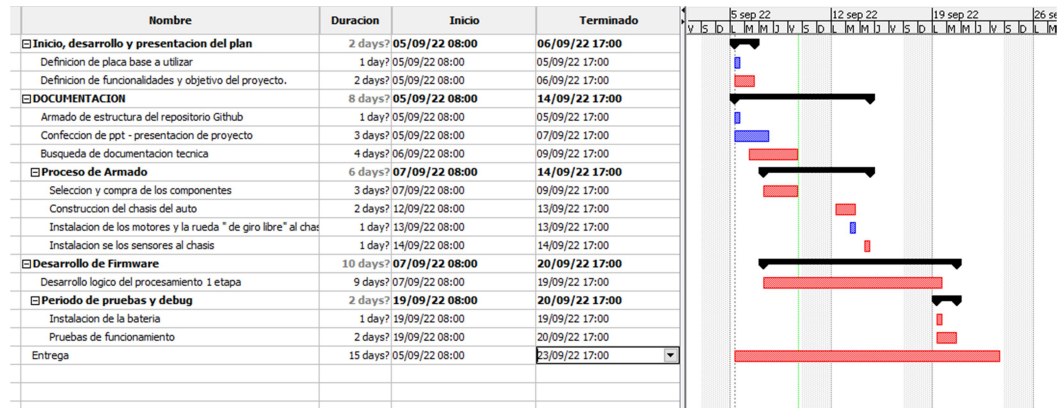 Nombre Duracion Inicio Terminado 5 sep 22 12 sep 22 19 sep 22 26 se
V S D L M M J V S D L M M J V S D L M M J V S D L M
Inicio, desarrollo y presentacion del plan 2 days? 05/09/22 08:00 06/09/22 17:00
Definicion de placa base a utilizar 1 day? 05/09/22 08:00 05/09/22 17:00
Definicion de funcionalidades y objetivo del proyecto. 2 days? 05/09/22 08:00 06/09/22 17:00
DOCUMENTACION 8 days? 05/09/22 08:00 14/09/22 17:00
Armado de estructura del repositorio Github 1 day? 05/09/22 08:00 05/09/22 17:00
Confeccion de ppt - presentacion de proyecto 3 days? 05/09/22 08:00 07/09/22 17:00
Busqueda de documentacion tecnica 4 days? 06/09/22 08:00 09/09/22 17:00
Proceso de Armado 6 days? 07/09/22 08:00 14/09/22 17:00
Seleccion y compra de los componentes 3 days? 07/09/22 08:00 09/09/22 17:00
Construccion del chasis del auto 2 days? 12/09/22 08:00 13/09/22 17:00
Instalacion de los motores y la rueda " de giro libre" al chas 1 day? 13/09/22 08:00 13/09/22 17:00
Instalacion se los sensores al chasis 1 day? 14/09/22 08:00 14/09/22 17:00
Desarrollo de Firmware 10 days? 07/09/22 08:00 20/09/22 17:00
Desarrollo logico del procesamiento 1 etapa 9 days? 07/09/22 08:00 19/09/22 17:00
Periodo de pruebas y debug 2 days? 19/09/22 08:00 20/09/22 17:00
Instalacion de la bateria 1 day? 19/09/22 08:00 19/09/22 17:00
Pruebas de funcionamiento 2 days? 19/09/22 08:00 20/09/22 17:00
Entrega 15 days? 05/09/22 08:00 23/09/22 17:00